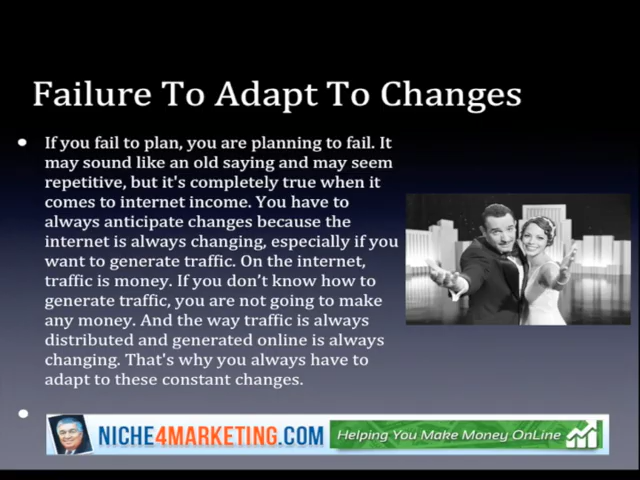 Failure To Adapt To Changes
If you fail to plan, you are planning to fail. It
may sound like an old saying and may seem
repetitive, but it's completely true when it
comes to internet income. You have to
always anticipate changes because the
internet is always changing, especially if you
want to generate traffic. On the internet,
traffic is money. If you don’t know how to
generate traffic, you are not going to make
any money. And the way traffic is always
distributed and generated online is always
changing. That's why you always have to
adapt to these constant changes.
NICHE4MARKETING.COM Helping You Make Money OnLine